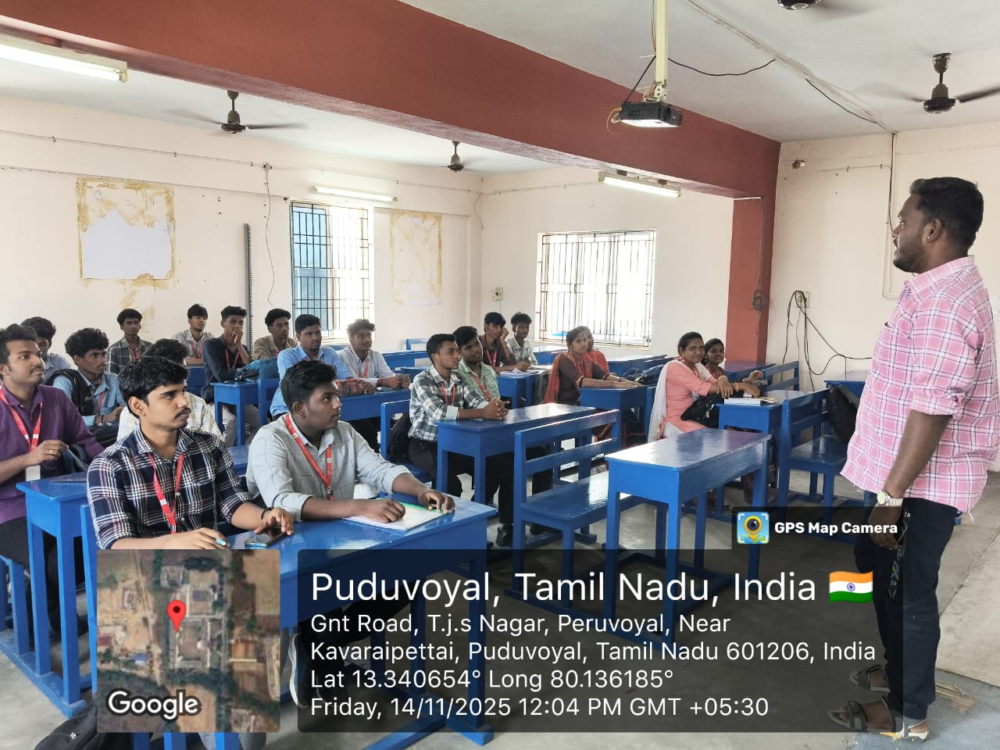 GPS Map Camera
Puduvoyal, Tamil Nadu, India
Gnt Road, T.j.s Nagar, Peruvoyal, Near
Kavaraipettai, Puduvoyal, Tamil Nadu 601206, India
Lat 13.340654° Long 80.136185°
Friday, 14/11/2025 12:04 PM GMT +05:30
Google